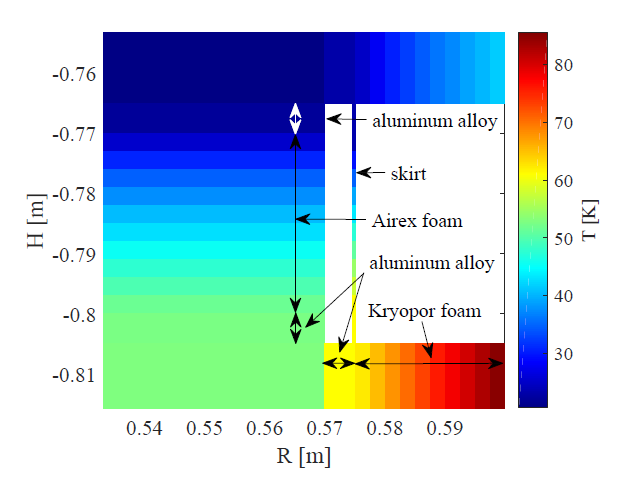 -0.76
-0.77
-0.78
-0.79
-0.8
-0.81
H [m]
0.54 0.55 0.56 0.57 0.58 0.59
R [m]
aluminum alloy
skirt
Airex foam
aluminum alloy
Kryopor foam
80
70
60
50
40
30
T [K]